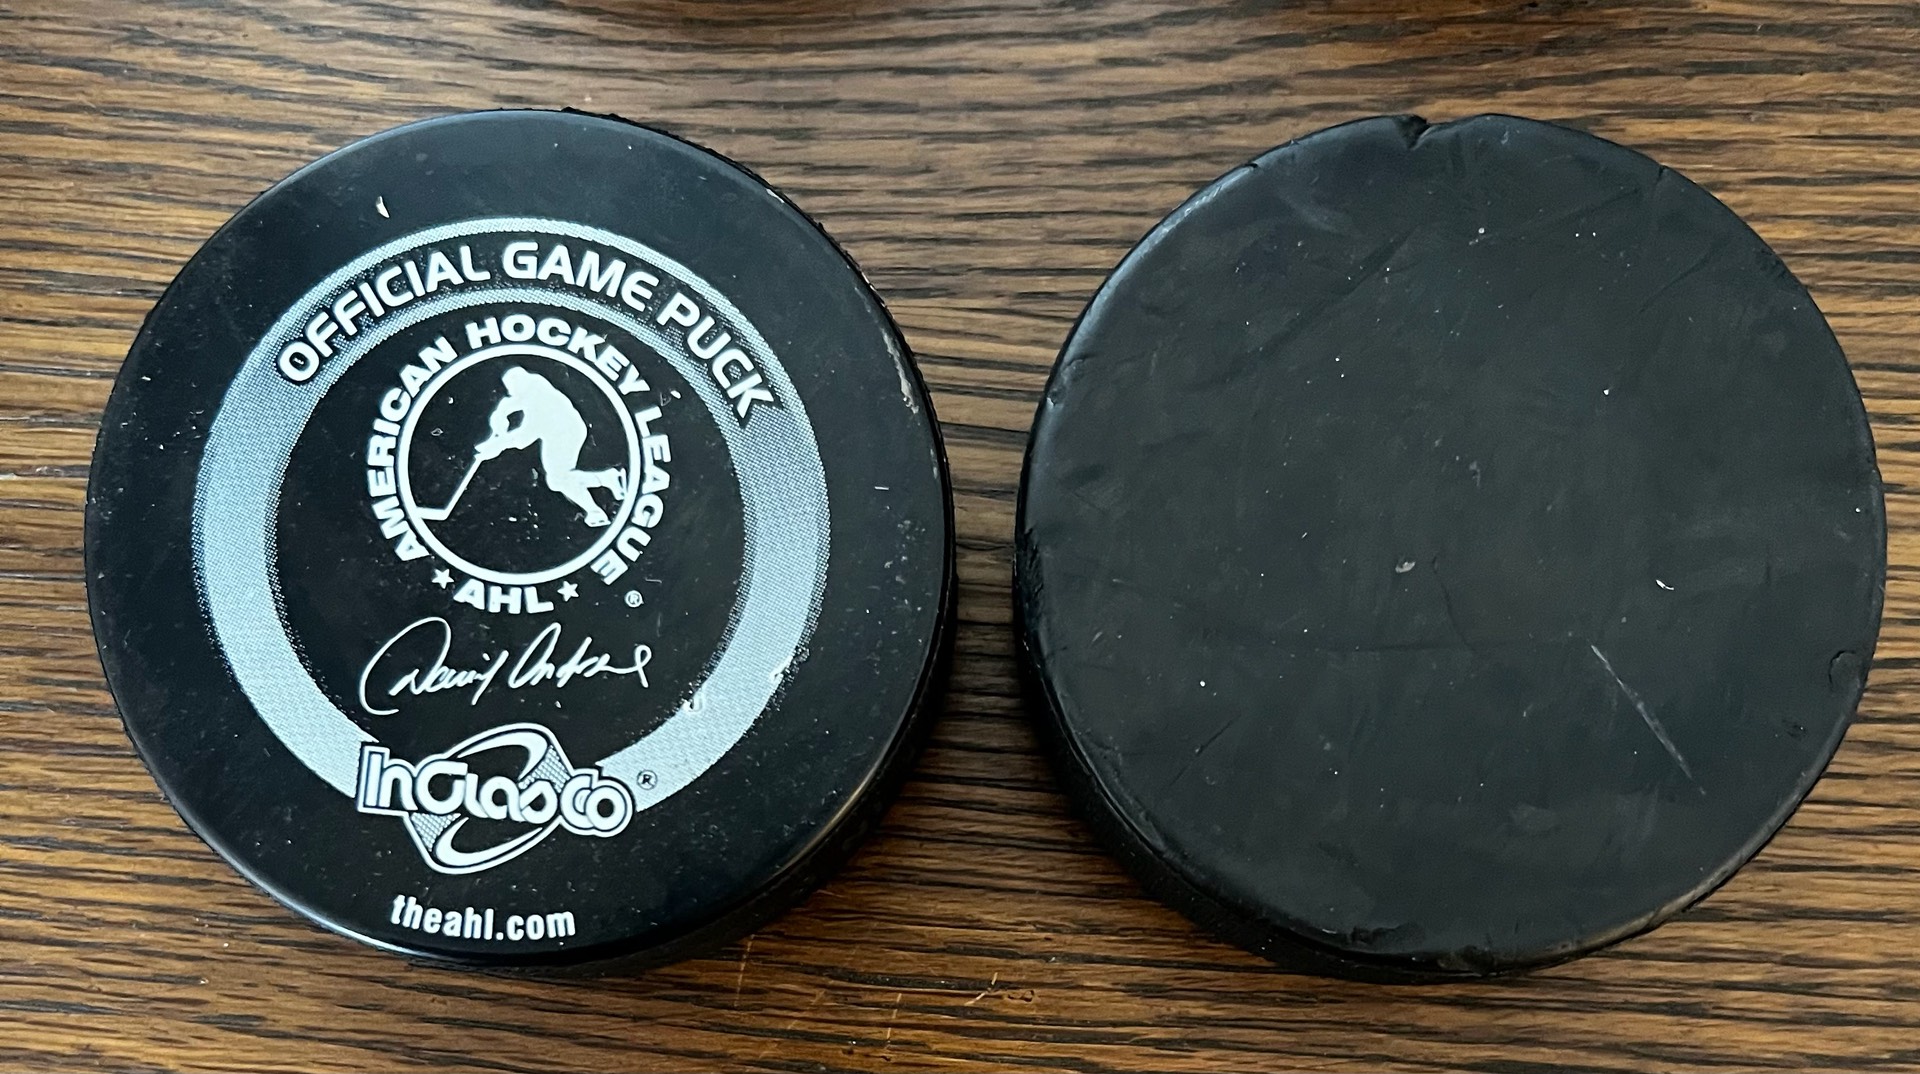 OFFICIAL GAME PUCK
AMERICAN HOCKEY LEAGUE
★ AHL ★ ®
InGlasCo ®
theahl.com